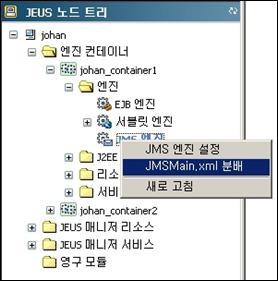 JEUS 노드 트리
johan
엔진 컨테이너
johan_container1
엔진
EJB 엔진
서블릿 엔진
JMS 엔진
JMS 엔진 설정
J2EE
JMSMain.xml 분배
리소
서비
새로 고침
johan_container2
JEUS 매니저 리소스
JEUS 매니저 서비스
영구 모듈